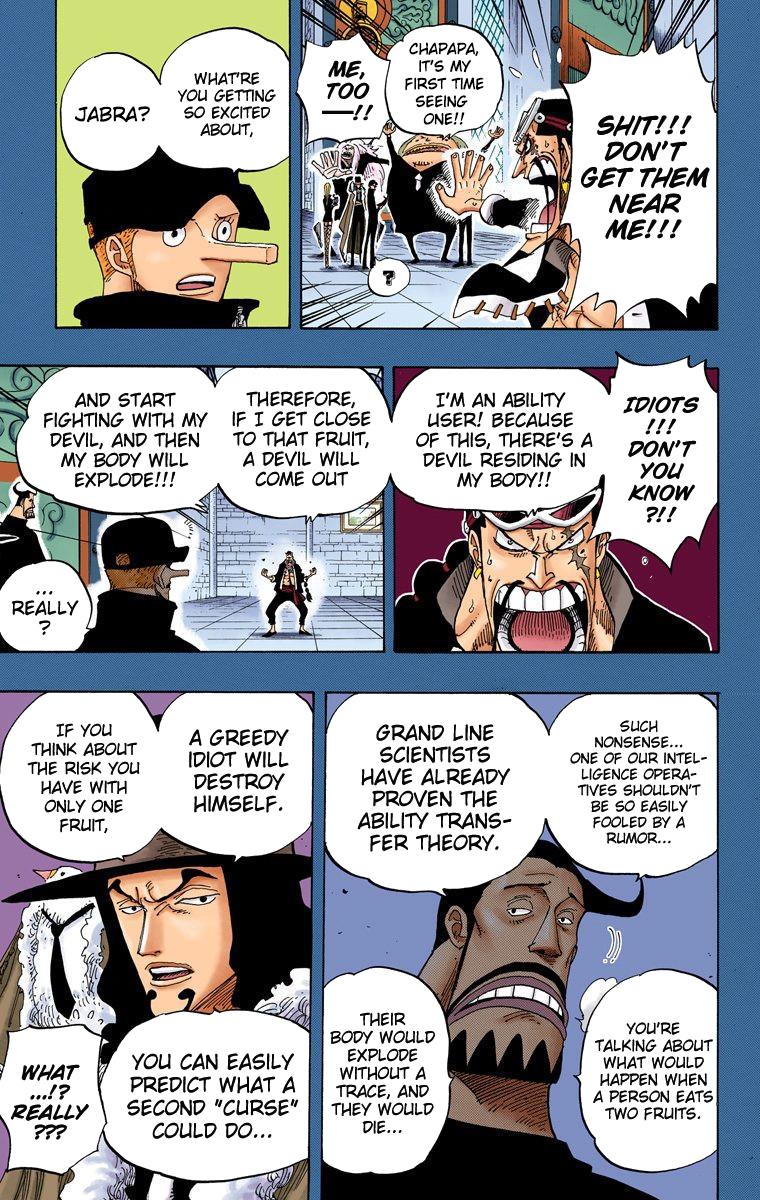 SHIT!!!
DON'T
GET THEM
NEAR
ME!!!
CHAPAPA,
IT'S MY
FIRST TIME
SEEING
ONE!!
ME,
TOO
—!!
?
WHAT'RE
YOU GETTING
SO EXCITED
ABOUT,
JABRA?
IDIOTS
!!!
DON'T
YOU
KNOW
?!!
I'M AN ABILITY
USER! BECAUSE
OF THIS, THERE'S A
DEVIL RESIDING IN
MY BODY!!
THEREFORE,
IF I GET CLOSE
TO THAT FRUIT,
A DEVIL WILL
COME OUT
AND START
FIGHTING WITH MY
DEVIL, AND THEN
MY BODY WILL
EXPLODE!!!
...
REALLY
?
SUCH
NONSENSE...
ONE OF OUR INTEL-
LIGENCE OPERA-
TIVES SHOULDN'T
BE SO EASILY
FOOLED BY A
RUMOR...
GRAND LINE
SCIENTISTS
HAVE ALREADY
PROVEN THE
ABILITY TRANS-
FER THEORY.
YOU'RE
TALKING ABOUT
WHAT WOULD
HAPPEN WHEN
A PERSON EATS
TWO FRUITS.
THEIR
BODY WOULD
EXPLODE
WITHOUT A
TRACE, AND
THEY WOULD
DIE...
A GREEDY
IDIOT WILL
DESTROY
HIMSELF.
IF YOU
THINK ABOUT
THE RISK YOU
HAVE WITH
ONLY ONE
FRUIT,
YOU CAN EASILY
PREDICT WHAT A
SECOND "CURSE"
COULD DO...
WHAT
...!?
REALLY
???